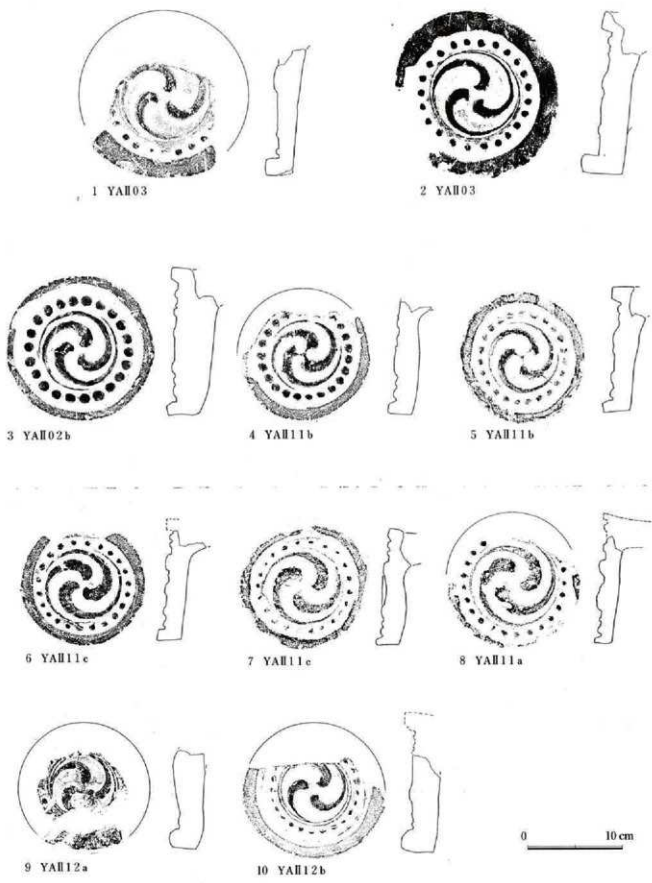 1 YAⅡ03
2 YAⅡ03
3 YAⅡ02b
4 YAⅡ11b
5 YAⅡ11b
6 YAⅡ11c
7 YAⅡ11c
8 YAⅡ11a
9 YAⅡ12a
10 YAⅡ12b
0 10 cm